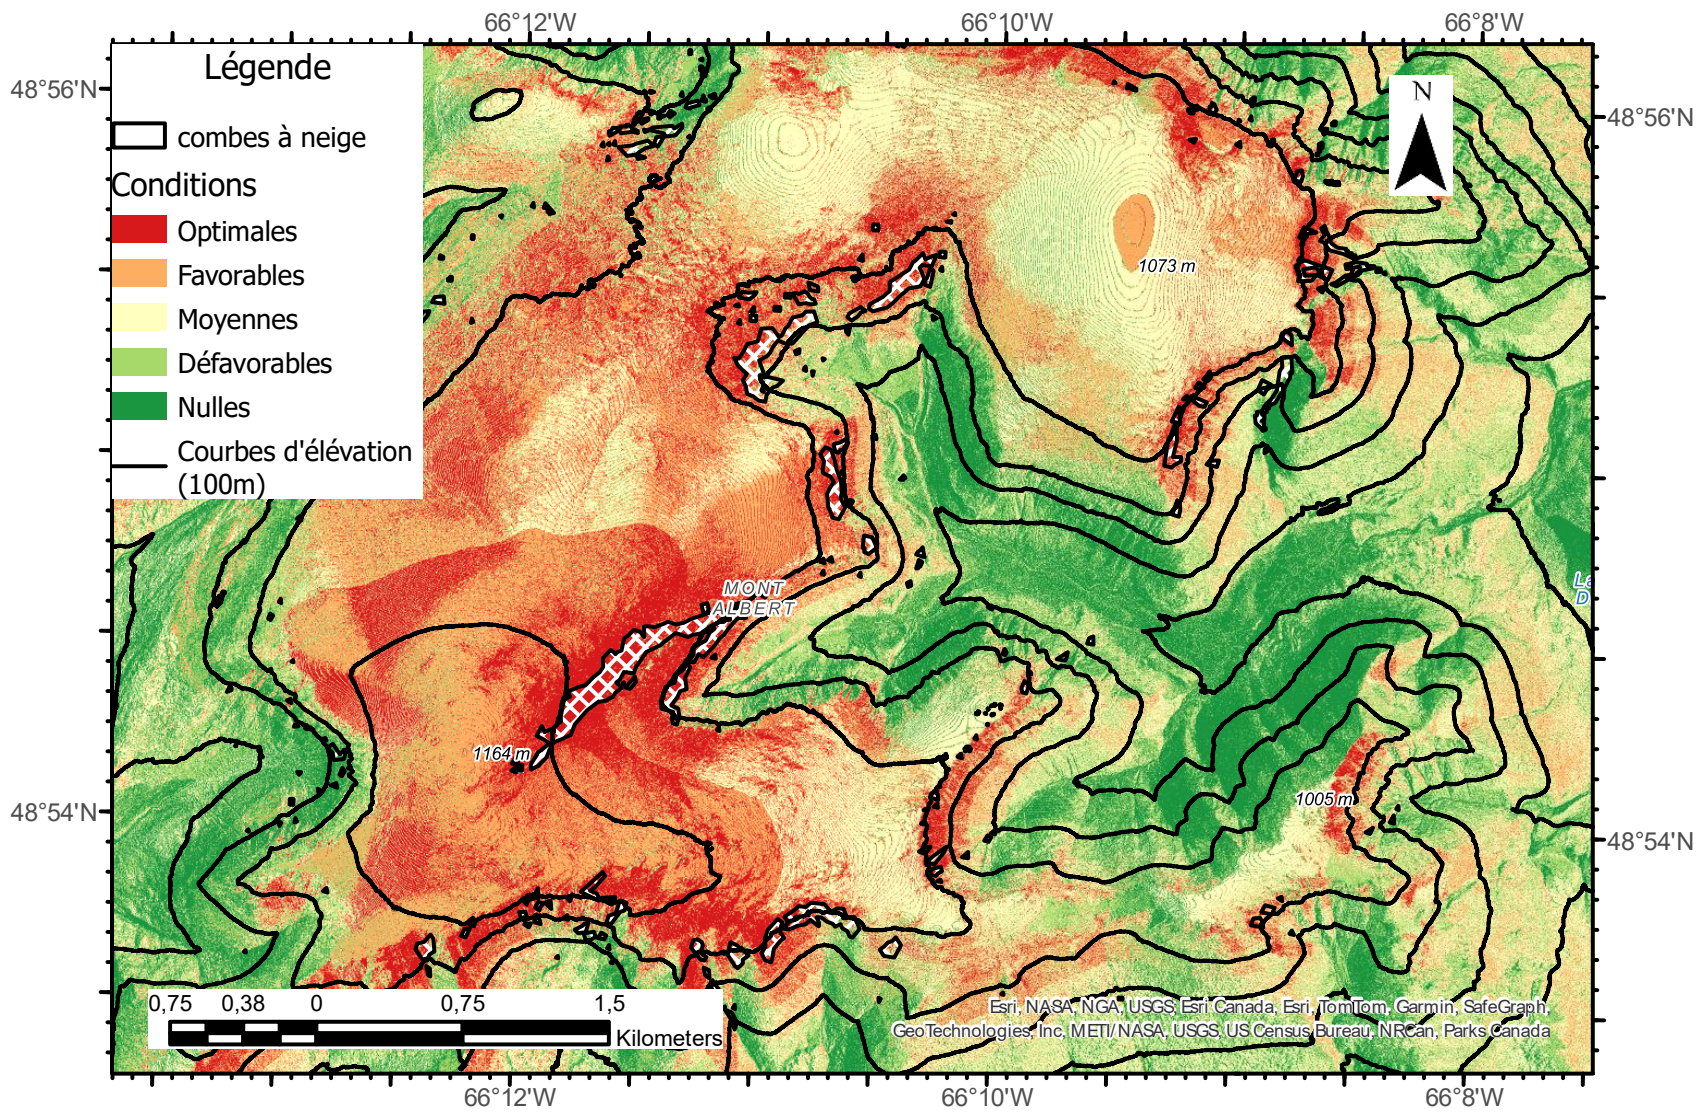 66°12'W
66°10'W
66°8'W
Légende
48°56'N
48°56'N
N
combes à neige
Conditions
Optimales
Favorables
Moyennes
Défavorables
Nulles
Courbes d'élévation
(100m)
1073 m
MONT
ALBERT
1164 m
1005 m
48°54'N
48°54'N
0,75
0,38
0
0,75
1,5
Kilometers
Esri, NASA, NGA, USGS, Esri Canada, Esri, TomTom, Garmin, SafeGraph,
GeoTechnologies, Inc, METI/ NASA, USGS, US Census Bureau, NRCan, Parks Canada
66°12'W
66°10'W
66°8'W